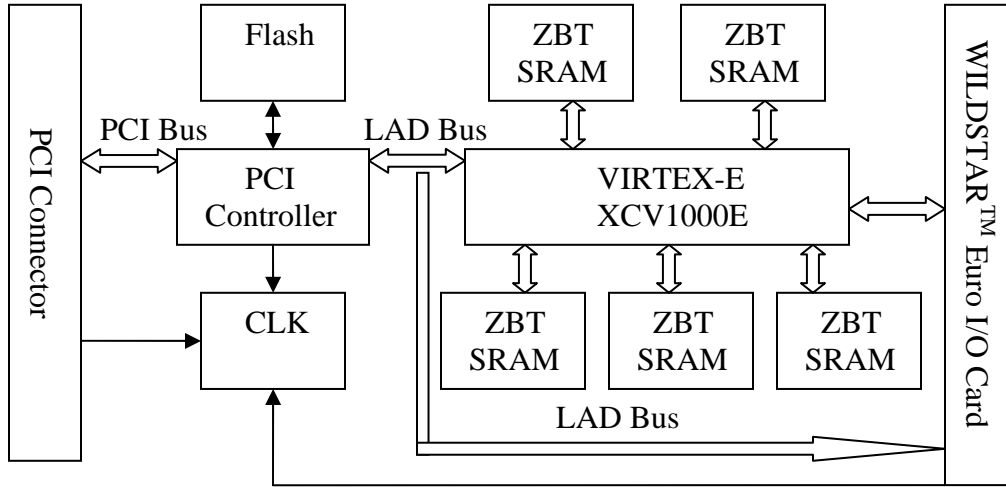 PCI Connector
Flash
PCI Bus
PCI
Controller
CLK
LAD Bus
ZBT
SRAM
ZBT
SRAM
VIRTEX-E
XCV1000E
ZBT
SRAM
ZBT
SRAM
ZBT
SRAM
LAD Bus
WILDSTAR™ Euro I/O Card